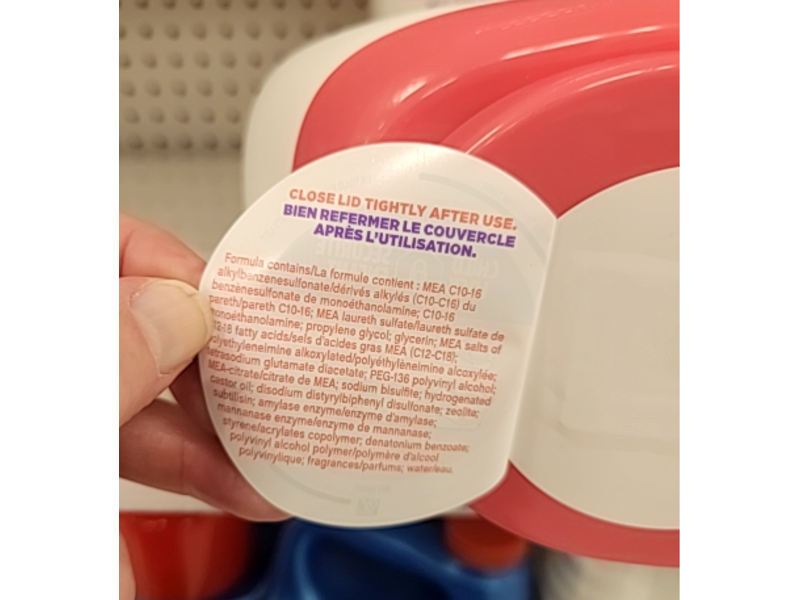 CLOSE LID TIGHTLY AFTER USE.
BIEN REFERMER LE COUVERCLE
APRÈS L'UTILISATION.
Formula contains/La formule contient : MEA C10-16
alkylbenzenesulfonate/dérivés alkylés (C10-C16) du
benzènesulfonate de monoéthanolamine; C10-16
pareth/pareth C10-16; MEA laureth sulfate/laureth sulfate de
monoéthanolamine; propylene glycol; glycerin; MEA salts of
12-18 fatty acids/sels d'acides gras MEA (C12-C18);
polyethyleneimine alkoxylated/polyéthylèneimine alcoxylée;
tetrasodium glutamate diacetate; PEG-136 polyvinyl alcohol;
MEA-citrate/citrate de MEA; sodium bisulfite; hydrogenated
castor oil; disodium distyrylbiphenyl disulfonate; zeolite;
subtilisin; amylase enzyme/enzyme d'amylase;
mannanase enzyme/enzyme de mannanase;
styrene/acrylates copolymer; denatonium benzoate;
polyvinyl alcohol polymer/polymère d'alcool
polyvinylique; fragrances/parfums; water/eau.